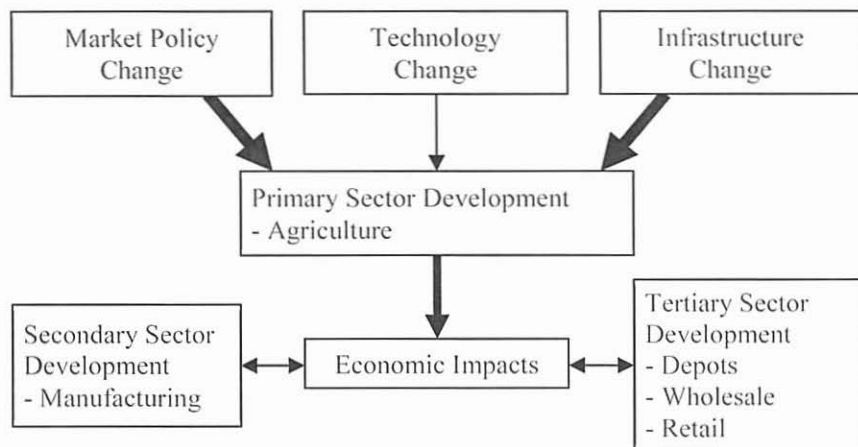 Market Policy
Change
Technology
Change
Infrastructure
Change
Primary Sector Development
- Agriculture
Secondary Sector
Development
- Manufacturing
Economic Impacts
Tertiary Sector
Development
- Depots
- Wholesale
- Retail